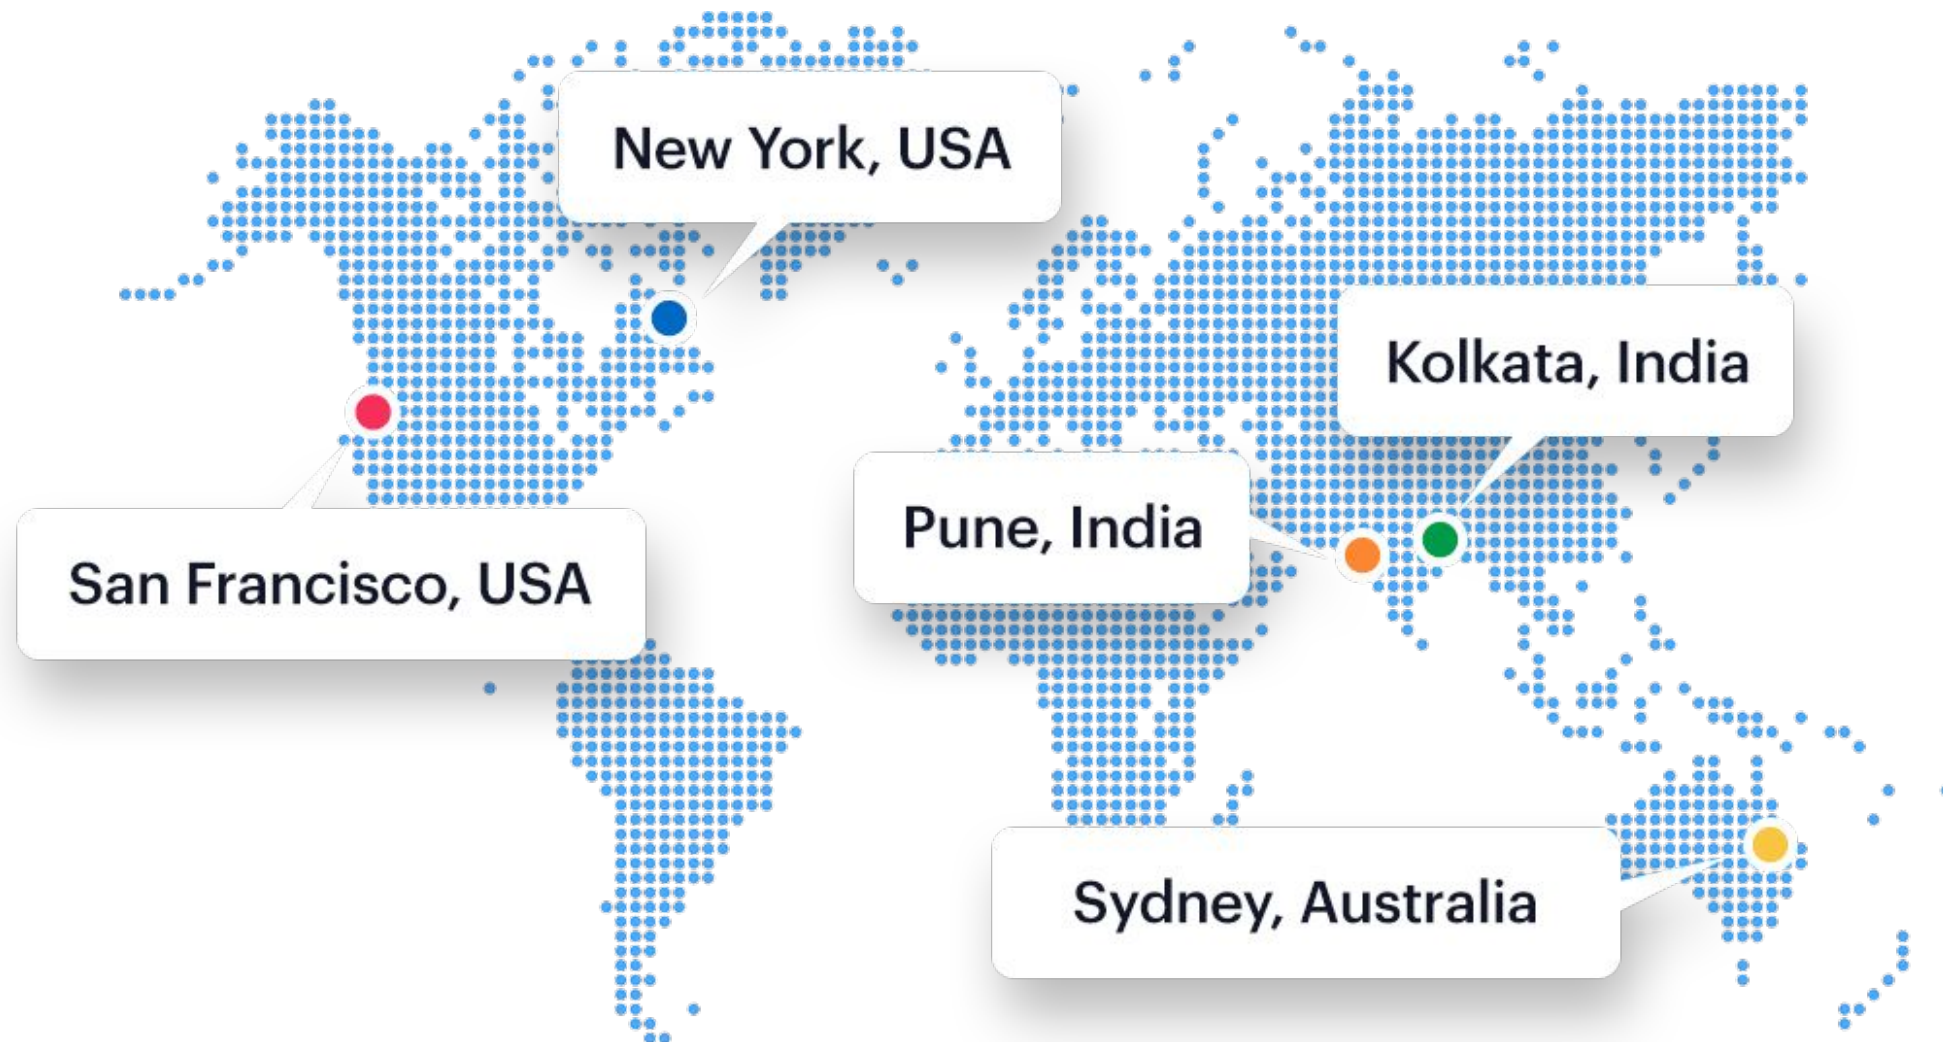 New York, USA
Kolkata, India
Pune, India
San Francisco, USA
Sydney, Australia